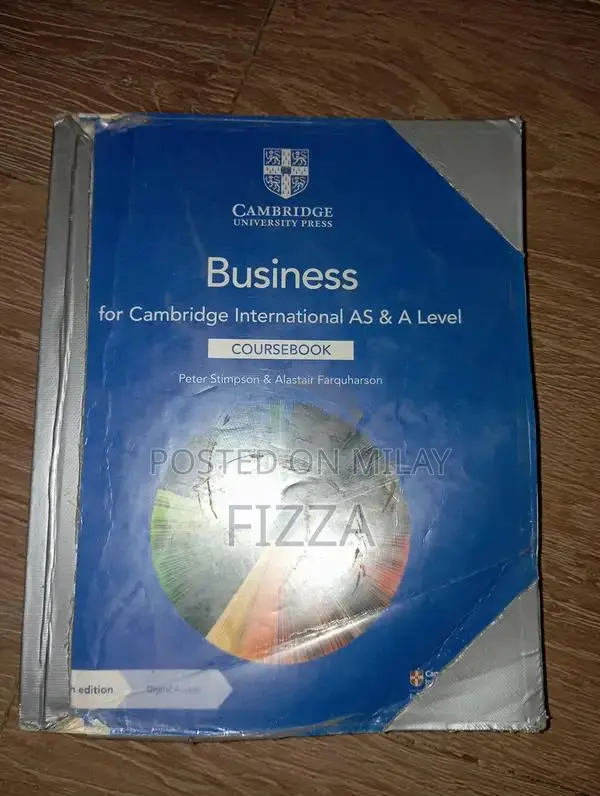 CAMBRIDGE
UNIVERSITY PRESS
Business
for Cambridge International AS & A Level
COURSEBOOK
Peter Stimpson & Alastair Farquharson
POSTED ON MILAY
FIZZA
edition
Digital